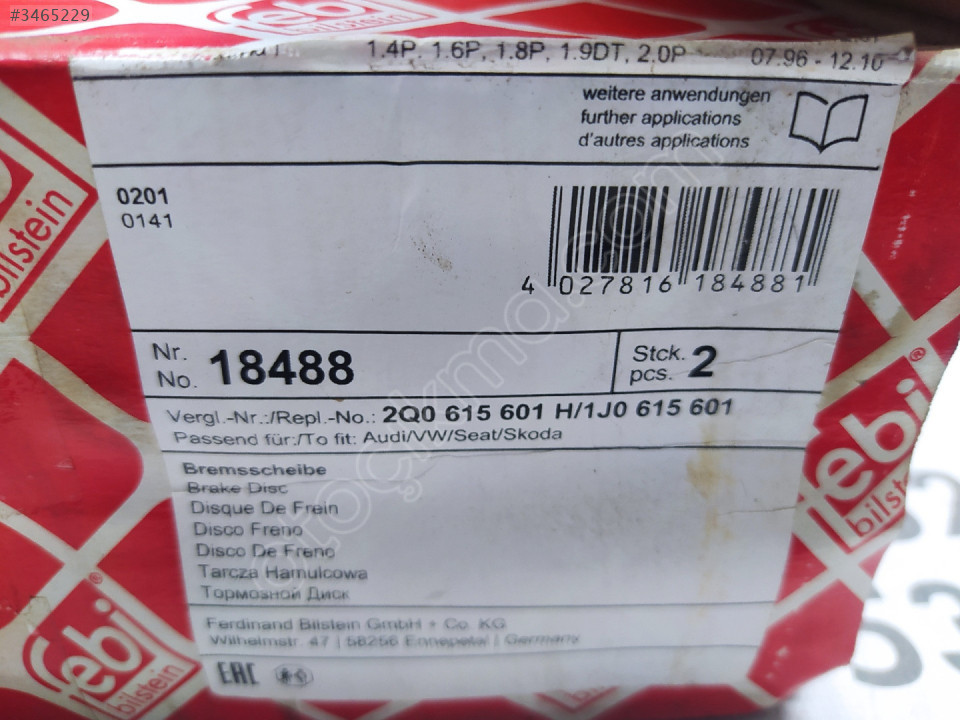 #3465229
1.4P, 1.6P, 1.8P, 1.9DT, 2.0P 07.96 - 12.10
weitere anwendungen
further applications
d'autres applications
0201
0141
4 027816 184881
Nr.
No. 18488
Stck.
pcs. 2
Vergl.-Nr.:/Repl.-No.: 2Q0 615 601 H/1J0 615 601
Passend für:/To fit: Audi/VW/Seat/Skoda
Bremsscheibe
Brake Disc
Disque De Frein
Disco Freno
Disco De Freno
Tarcza Hamulcowa
Тормозной Диск
Ferdinand Bilstein GmbH + Co. KG
Wilhelmstr. 47 | 58256 Ennepetal | Germany
EAC
bilstein
febi®
bilstein
febi®
bilstein
otocikmasi.com